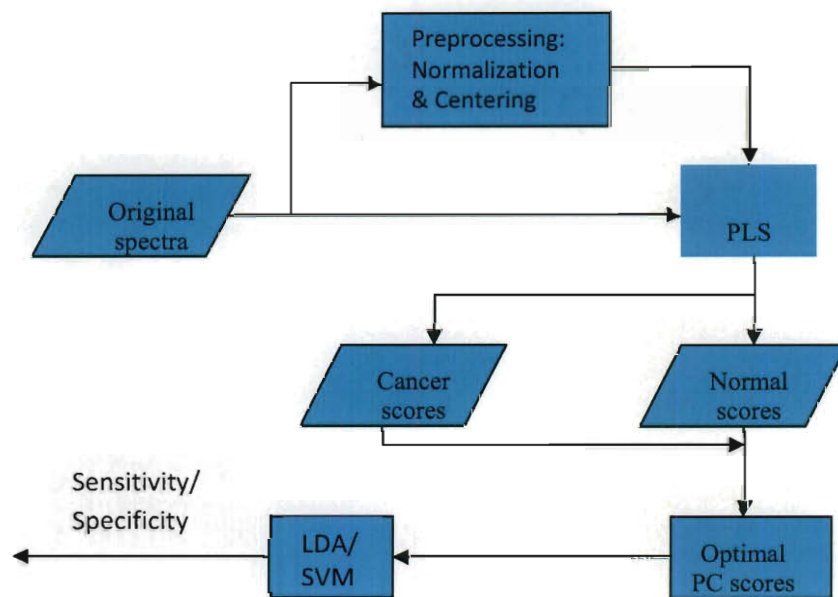 Preprocessing:
Normalization
& Centering
Original
spectra
PLS
Cancer
scores
Normal
scores
Sensitivity/
Specificity
LDA/
SVM
Optimal
PC scores